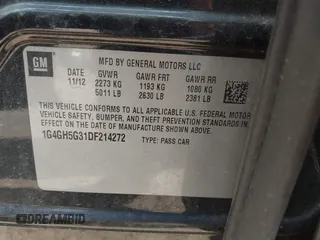 GM
MFD BY GENERAL MOTORS LLC
DATE GVWR GAWR FRT GAWR RR
11/12 2273 KG 1193 KG 1080 KG
5011 LB 2630 LB 2381 LB
THIS VEHICLE CONFORMS TO ALL APPLICABLE U.S. FEDERAL MOTOR
VEHICLE SAFETY, BUMPER, AND THEFT PREVENTION STANDARDS
IN EFFECT ON THE DATE OF MANUFACTURE SHOWN ABOVE.
1G4GH5G31DF214272 TYPE: PASS CAR
DREAMBID